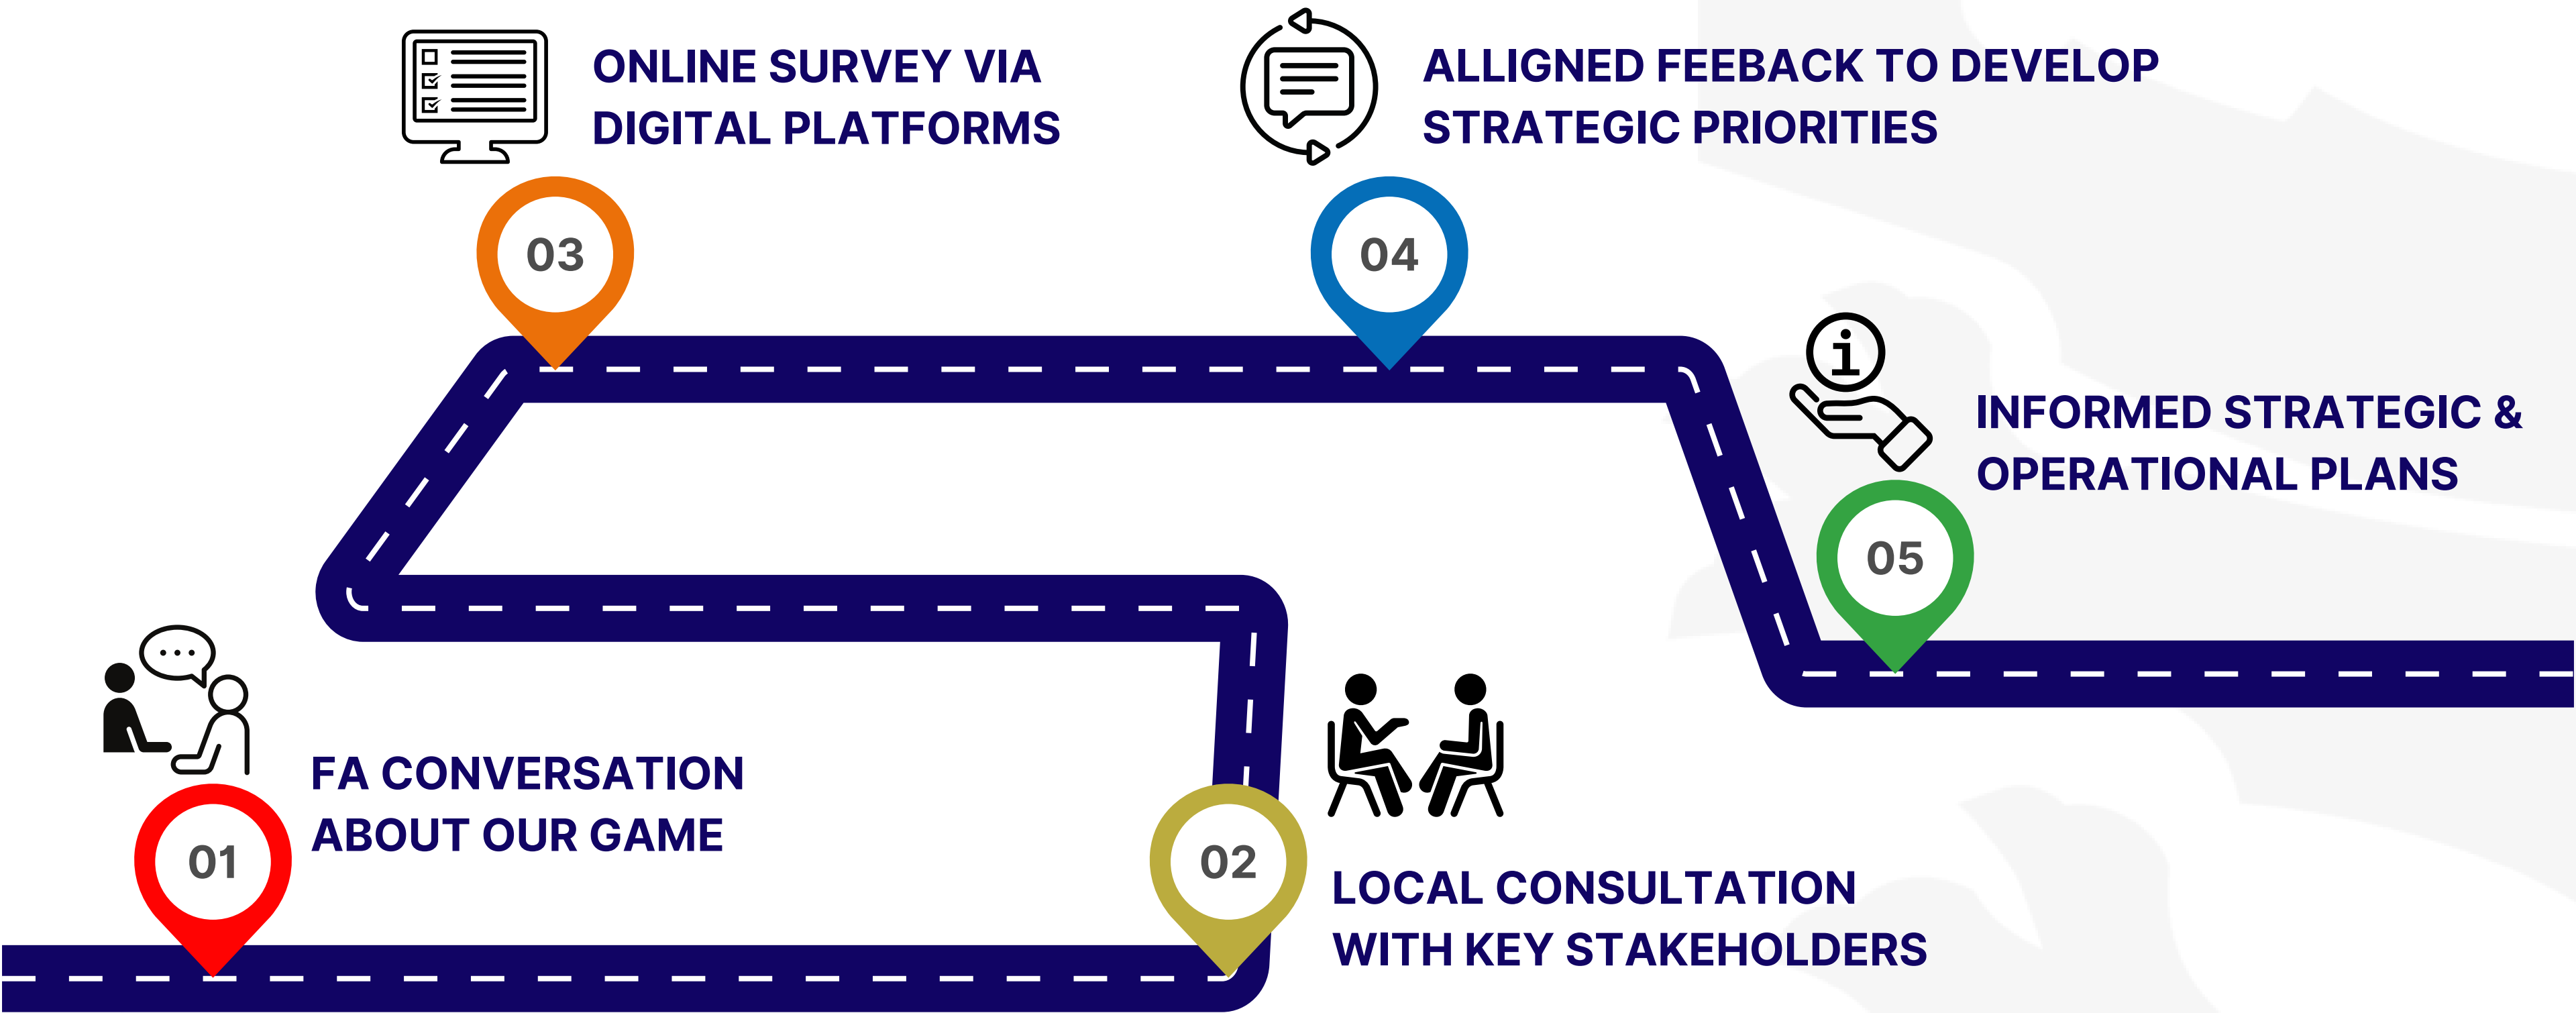 01
FA CONVERSATION
ABOUT OUR GAME
02
LOCAL CONSULTATION
WITH KEY STAKEHOLDERS
03
ONLINE SURVEY VIA
DIGITAL PLATFORMS
04
ALLIGNED FEEBACK TO DEVELOP
STRATEGIC PRIORITIES
05
i
INFORMED STRATEGIC &
OPERATIONAL PLANS